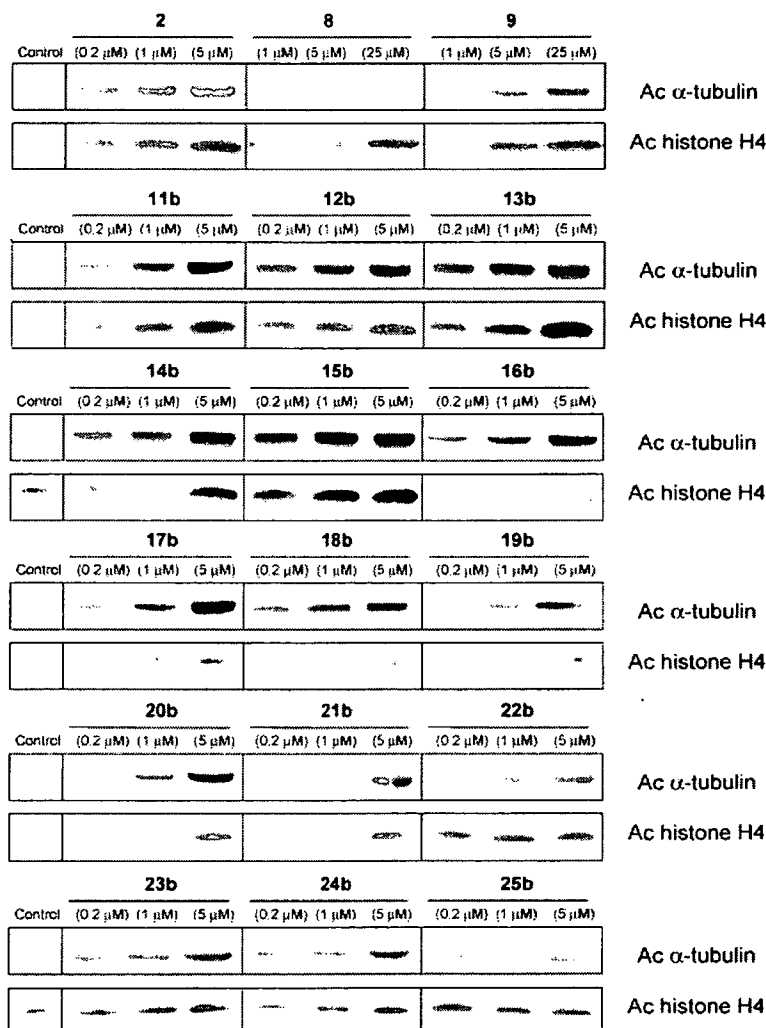 2 8 9
Control (0.2 μM) (1 μM) (5 μM) (1 μM) (5 μM) (25 μM) (1 μM) (5 μM) (25 μM)
Ac α-tubulin
Ac histone H4
11b 12b 13b
Control (0.2 μM) (1 μM) (5 μM) (0.2 μM) (1 μM) (5 μM) (0.2 μM) (1 μM) (5 μM)
Ac α-tubulin
Ac histone H4
14b 15b 16b
Control (0.2 μM) (1 μM) (5 μM) (0.2 μM) (1 μM) (5 μM) (0.2 μM) (1 μM) (5 μM)
Ac α-tubulin
Ac histone H4
17b 18b 19b
Control (0.2 μM) (1 μM) (5 μM) (0.2 μM) (1 μM) (5 μM) (0.2 μM) (1 μM) (5 μM)
Ac α-tubulin
Ac histone H4
20b 21b 22b
Control (0.2 μM) (1 μM) (5 μM) (0.2 μM) (1 μM) (5 μM) (0.2 μM) (1 μM) (5 μM)
Ac α-tubulin
Ac histone H4
23b 24b 25b
Control (0.2 μM) (1 μM) (5 μM) (0.2 μM) (1 μM) (5 μM) (0.2 μM) (1 μM) (5 μM)
Ac α-tubulin
Ac histone H4